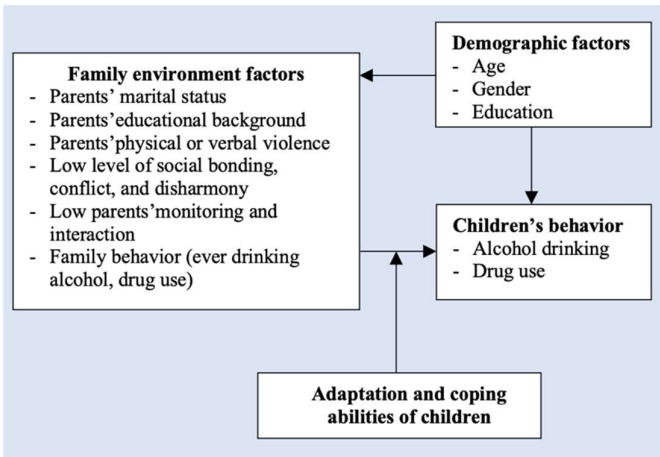 Family environment factors
- Parents' marital status
- Parents'educational background
- Parents'physical or verbal violence
- Low level of social bonding,
conflict, and disharmony
- Low parents'monitoring and
interaction
- Family behavior (ever drinking
alcohol, drug use)
Demographic factors
- Age
- Gender
- Education
Children's behavior
- Alcohol drinking
- Drug use
Adaptation and coping
abilities of children